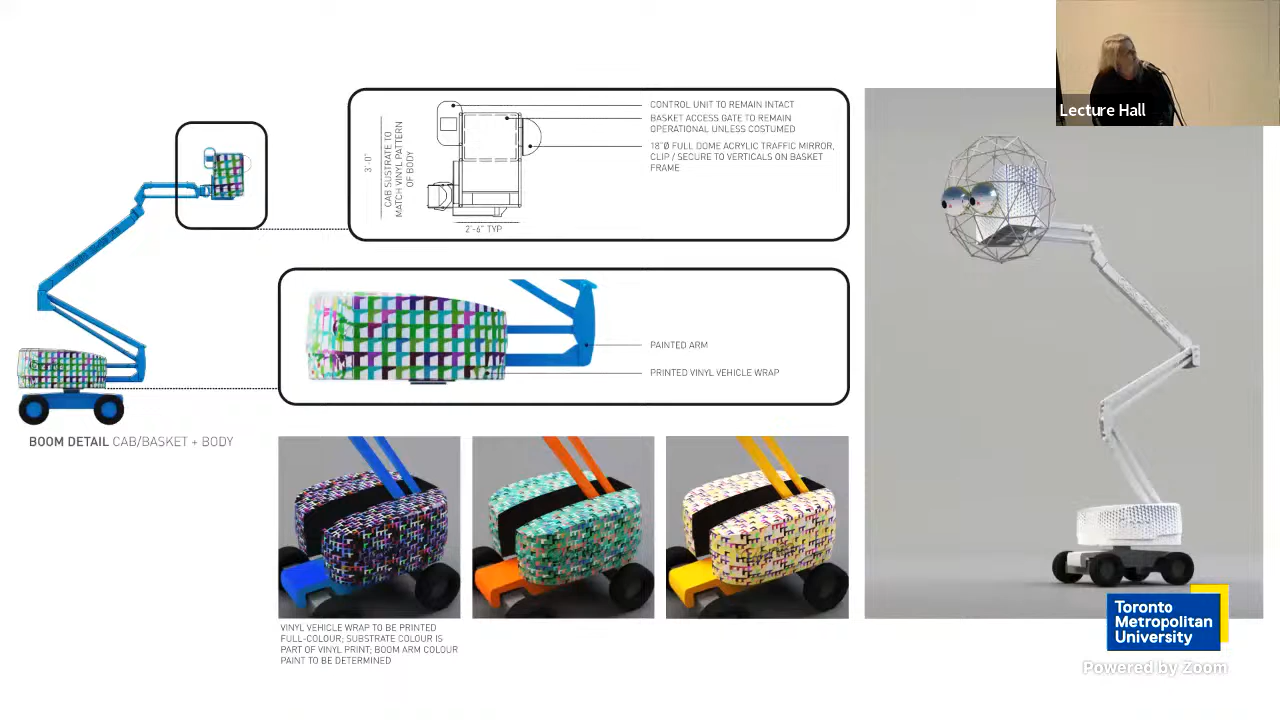 Lecture Hall
CONTROL UNIT TO REMAIN INTACT
BASKET ACCESS GATE TO REMAIN
OPERATIONAL UNLESS COSTUMED
18"Ø FULL DOME ACRYLIC TRAFFIC MIRROR,
CLIP / SECURE TO VERTICALS ON BASKET
FRAME
3'-0"
CAB SUSTRATE TO
MATCH VINYL PATTERN
OF BODY
2'-6" TYP
PAINTED ARM
PRINTED VINYL VEHICLE WRAP
BOOM DETAIL CAB/BASKET + BODY
VINYL VEHICLE WRAP TO BE PRINTED
FULL-COLOUR; SUBSTRATE COLOUR IS
PART OF VINYL PRINT; BOOM ARM COLOUR
PAINT TO BE DETERMINED
Toronto
Metropolitan
University
Powered by Zoom